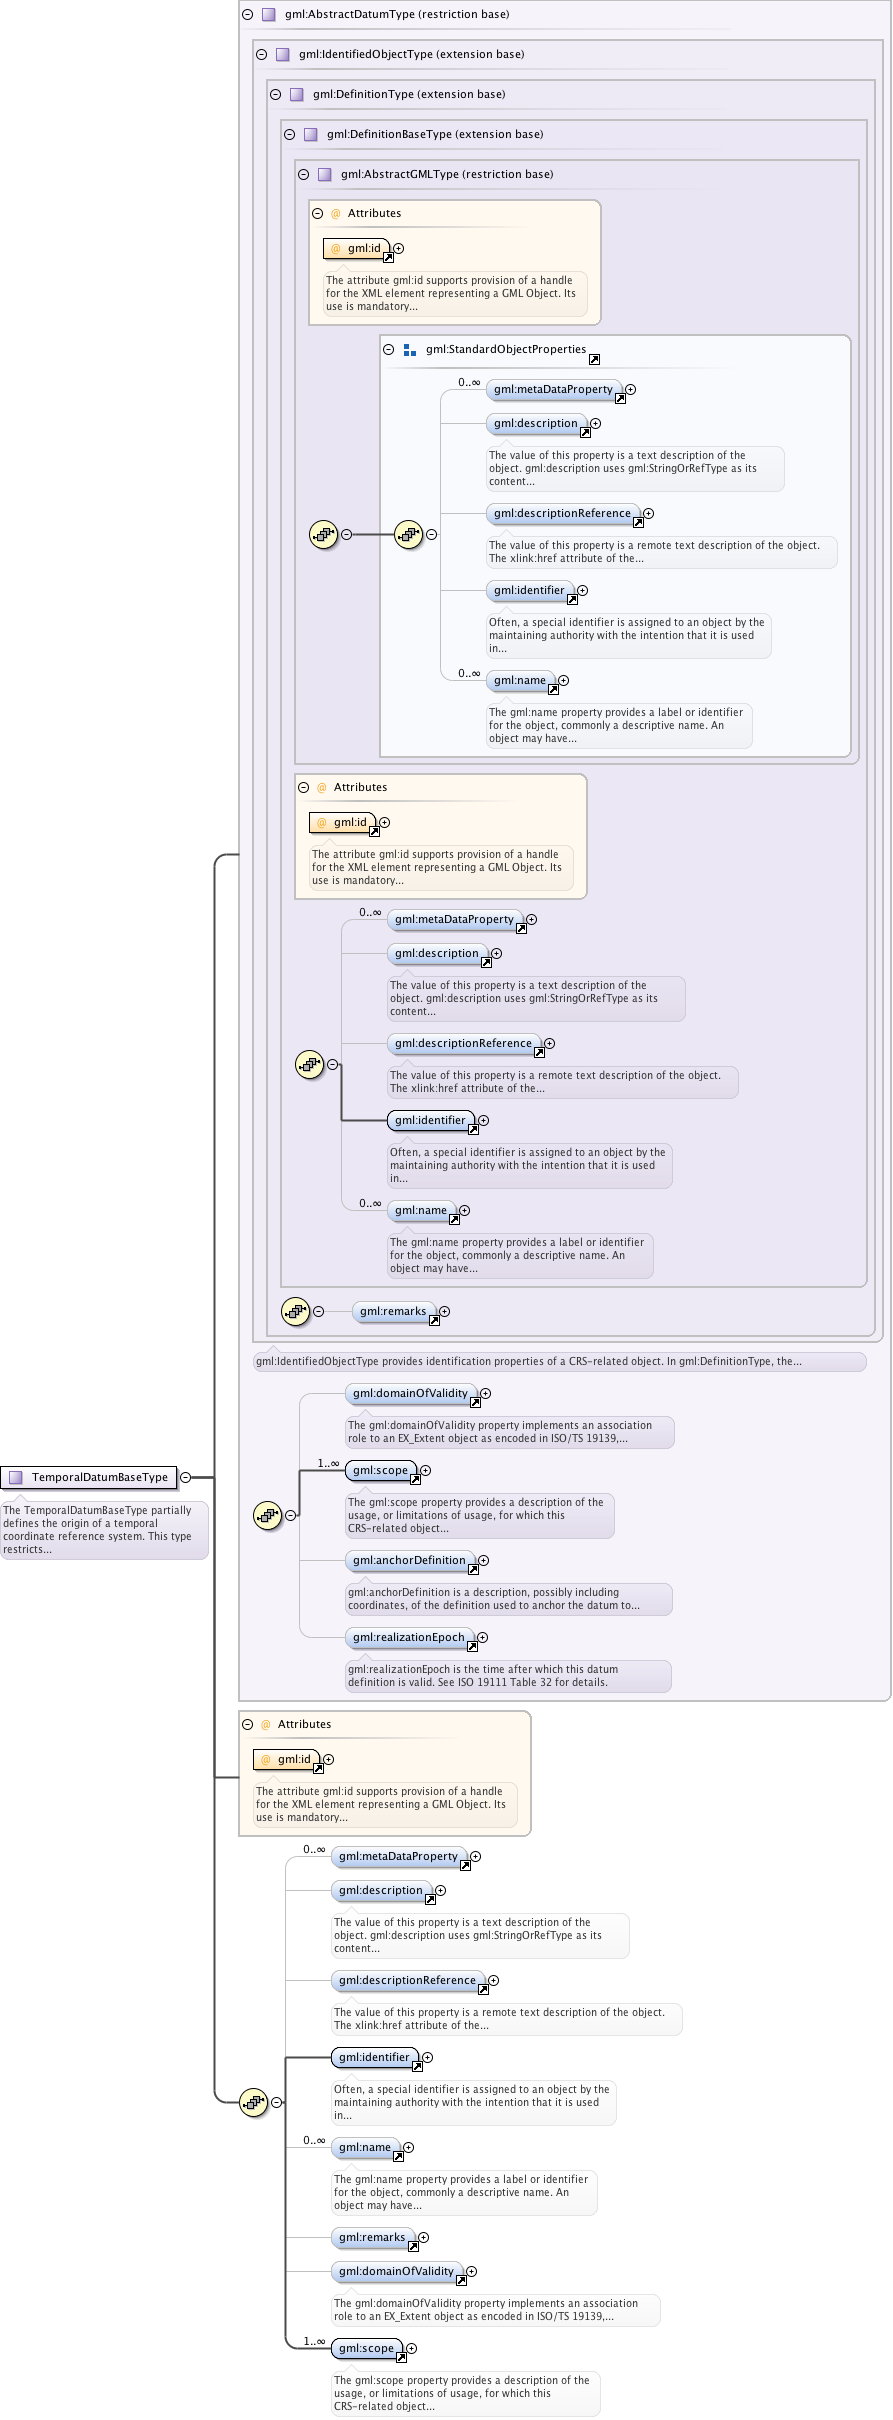 gml:AbstractDatumType (restriction base)
gml:IdentifiedObjectType (extension base)
gml:DefinitionType (extension base)
gml:DefinitionBaseType (extension base)
gml:AbstractGMLType (restriction base)
@ Attributes
@ gml:id
The attribute gml:id supports provision of a handle
for the XML element representing a GML Object. Its
use is mandatory...
gml:StandardObjectProperties
0..∞
gml:metaDataProperty
gml:description
The value of this property is a text description of the
object. gml:description uses gml:StringOrRefType as its
content...
gml:descriptionReference
The value of this property is a remote text description of the object.
The xlink:href attribute of the...
gml:identifier
Often, a special identifier is assigned to an object by the
maintaining authority with the intention that it is used
in...
0..∞
gml:name
The gml:name property provides a label or identifier
for the object, commonly a descriptive name. An
object may have...
@ Attributes
@ gml:id
The attribute gml:id supports provision of a handle
for the XML element representing a GML Object. Its
use is mandatory...
0..∞
gml:metaDataProperty
gml:description
The value of this property is a text description of the
object. gml:description uses gml:StringOrRefType as its
content...
gml:descriptionReference
The value of this property is a remote text description of the object.
The xlink:href attribute of the...
gml:identifier
Often, a special identifier is assigned to an object by the
maintaining authority with the intention that it is used
in...
0..∞
gml:name
The gml:name property provides a label or identifier
for the object, commonly a descriptive name. An
object may have...
gml:remarks
gml:IdentifiedObjectType provides identification properties of a CRS-related object. In gml:DefinitionType, the...
gml:domainOfValidity
The gml:domainOfValidity property implements an association
role to an EX_Extent object as encoded in ISO/TS 19139,...
1..∞
gml:scope
The gml:scope property provides a description of the
usage, or limitations of usage, for which this
CRS-related object...
gml:anchorDefinition
gml:anchorDefinition is a description, possibly including
coordinates, of the definition used to anchor the datum to...
gml:realizationEpoch
gml:realizationEpoch is the time after which this datum
definition is valid. See ISO 19111 Table 32 for details.
TemporalDatumBaseType
The TemporalDatumBaseType partially
defines the origin of a temporal
coordinate reference system. This type
restricts...
@ Attributes
@ gml:id
The attribute gml:id supports provision of a handle
for the XML element representing a GML Object. Its
use is mandatory...
0..∞
gml:metaDataProperty
gml:description
The value of this property is a text description of the
object. gml:description uses gml:StringOrRefType as its
content...
gml:descriptionReference
The value of this property is a remote text description of the object.
The xlink:href attribute of the...
gml:identifier
Often, a special identifier is assigned to an object by the
maintaining authority with the intention that it is used
in...
0..∞
gml:name
The gml:name property provides a label or identifier
for the object, commonly a descriptive name. An
object may have...
gml:remarks
gml:domainOfValidity
The gml:domainOfValidity property implements an association
role to an EX_Extent object as encoded in ISO/TS 19139,...
1..∞
gml:scope
The gml:scope property provides a description of the
usage, or limitations of usage, for which this
CRS-related object...